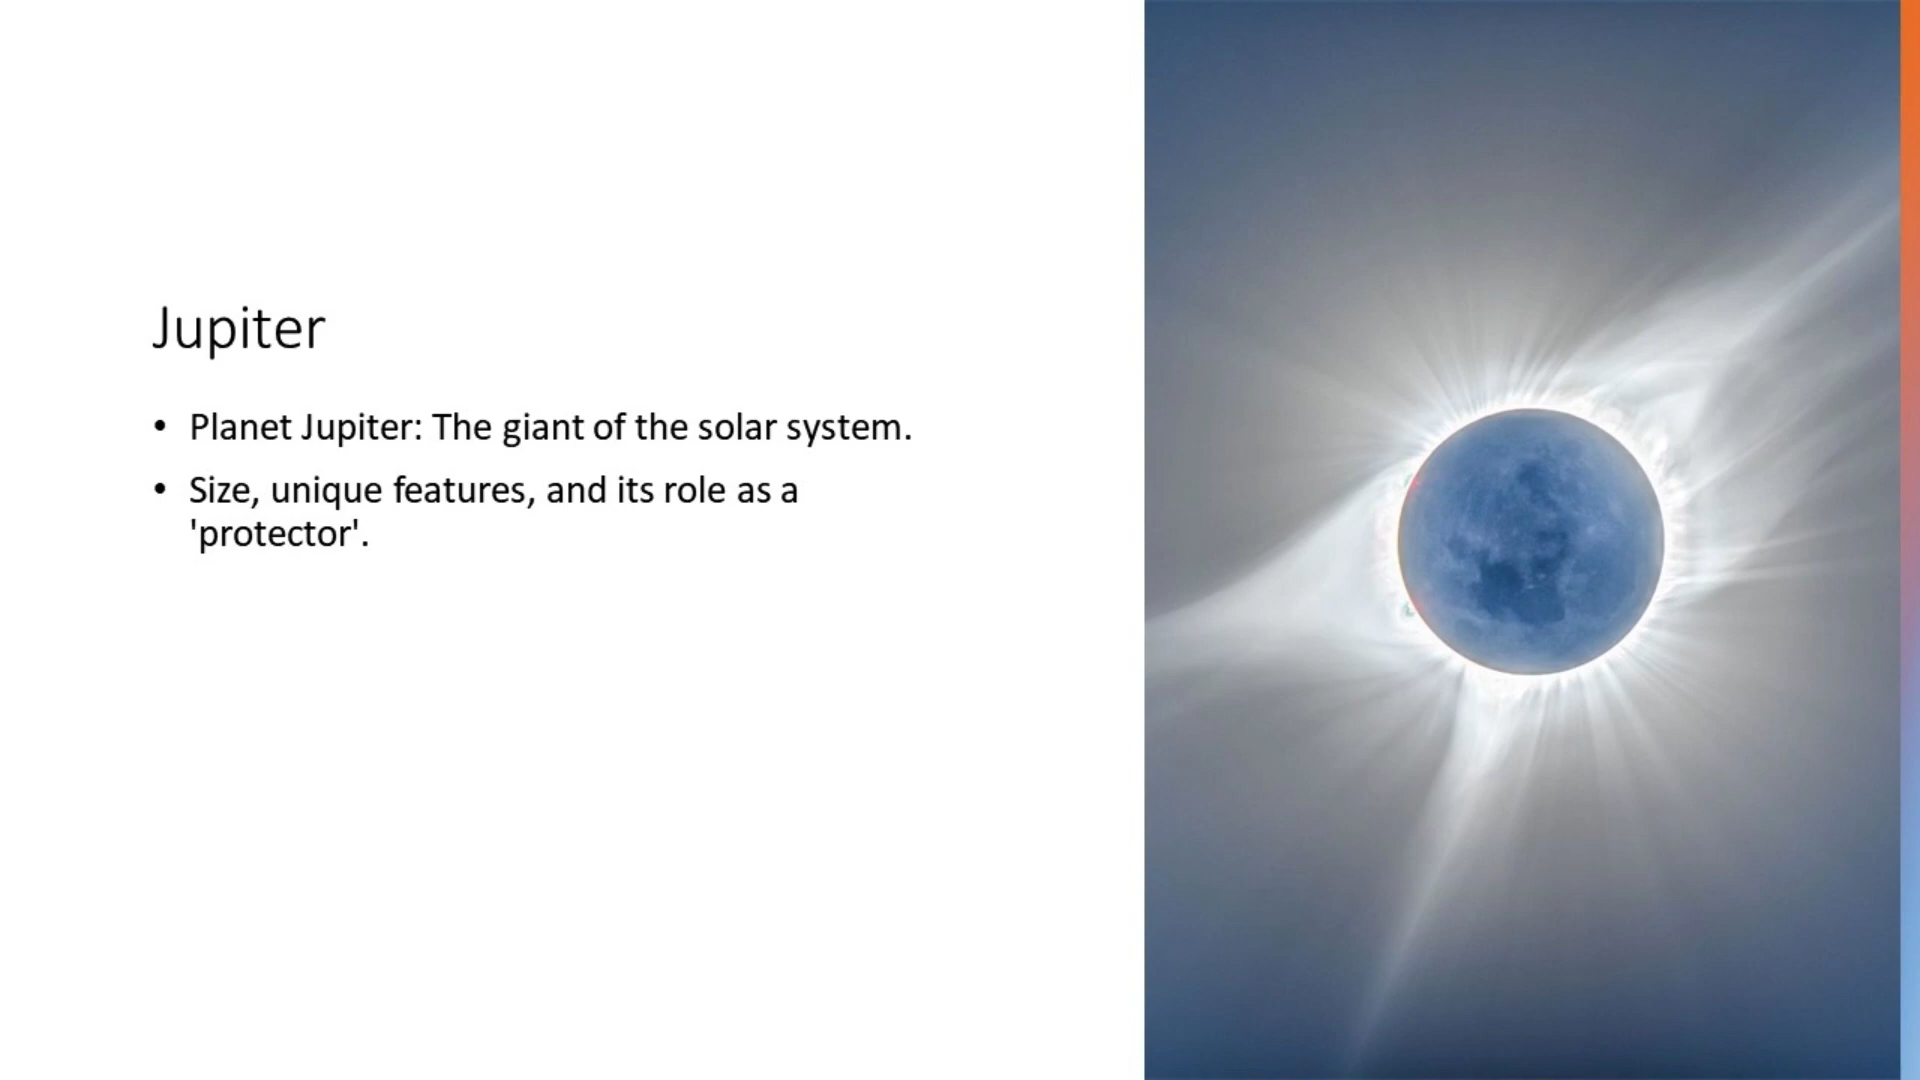 Jupiter
• Planet Jupiter: The giant of the solar system.
• Size, unique features, and its role as a
'protector'.